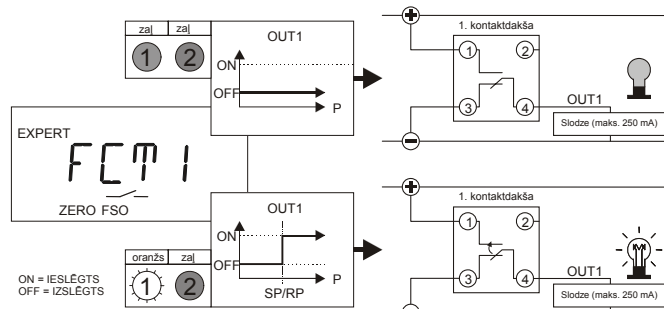 zaļ zaļ
1 2
OUT1
ON
OFF
P
1. kontaktdakša
1 2
3 4
OUT1
Slodze (maks. 250 mA)
EXPERT
FCT1
ZERO FSO
ON = IESLĒGTS
OFF = IZSLĒGTS
oranžs zaļ
1 2
OUT1
ON
OFF
P
SP/RP
1. kontaktdakša
1 2
3 4
OUT1
Slodze (maks. 250 mA)